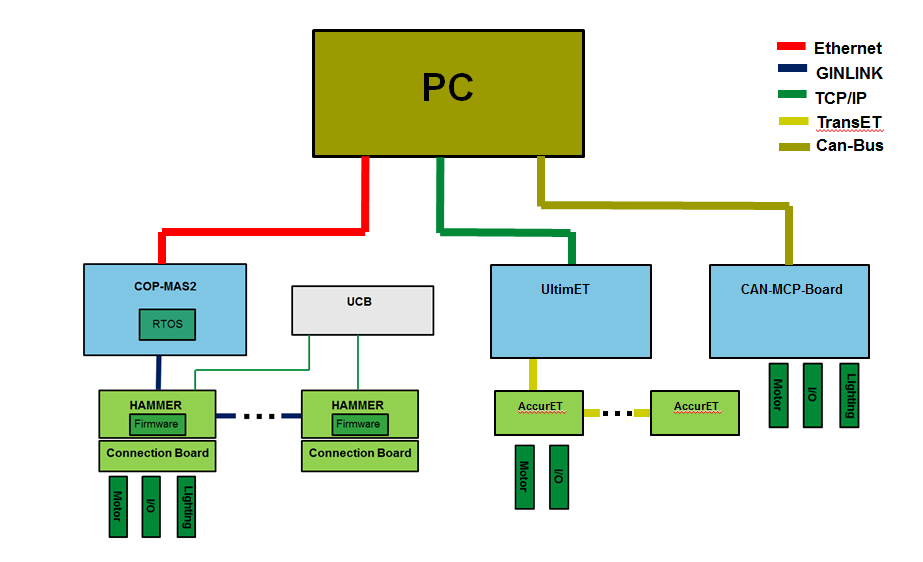 PC
Ethernet
GINLINK
TCP/IP
TransET
Can-Bus
COP-MAS2
RTOS
UCB
UltimET
CAN-MCP-Board
HAMMER
Firmware
Connection Board
HAMMER
Firmware
Connection Board
AccurET
AccurET
Motor
I/O
Lighting
Motor
I/O
Motor
I/O
Lighting